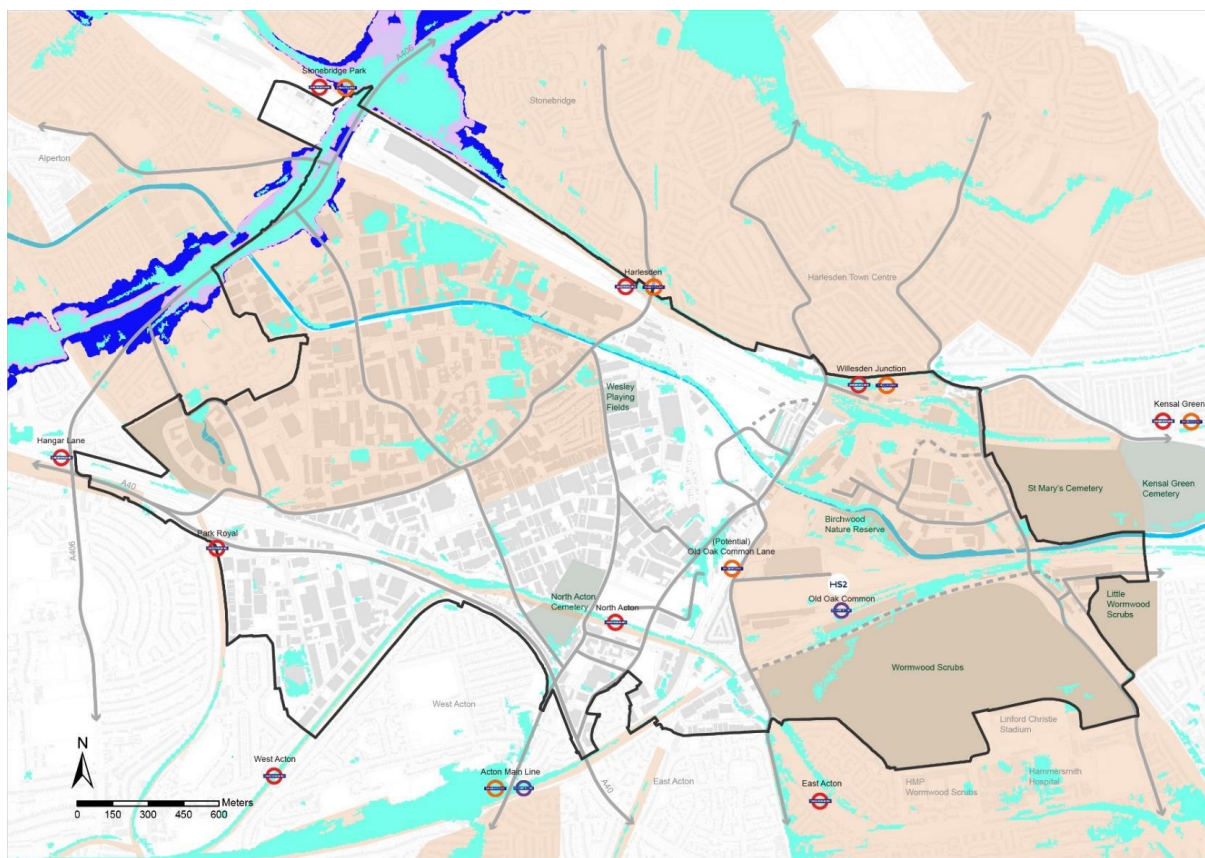 A406
Stonebridge Park
Stonebridge
Alperton
Harlesden
Harlesden Town Centre
Willesden Junction
Wesley
Playing
Fields
Kensal Green
Hangar Lane
A40
St Mary's Cemetery
Kensal Green
Cemetery
Birchwood
Nature Reserve
A406
Park Royal
(Potential)
Old Oak Common Lane
HS2
Old Oak Common
North Acton
Cemetery
North Acton
Little
Wormwood
Scrubs
Wormwood Scrubs
West Acton
Linford Christie
Stadium
N
West Acton
Acton Main Line
East Acton
A40
East Acton
HMP
Wormwood Scrubs
Hammersmith
Hospital
Meters
0 150 300 450 600